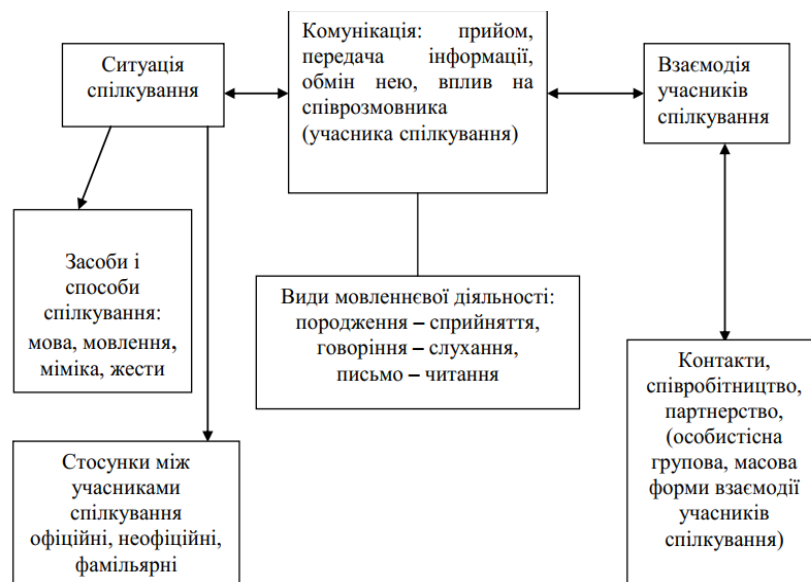 Ситуація
спілкування
Комунікація: прийом,
передача інформації,
обмін нею, вплив на
співрозмовника
(учасника спілкування)
Взаємодія
учасників
спілкування
Засоби і
способи
спілкування:
мова, мовлення,
міміка, жести
Види мовленнєвої діяльності:
породження – сприйняття,
говоріння – слухання,
письмо – читання
Контакти,
співробітництво,
партнерство,
(особистісна
групова, масова
форми взаємодії
учасників
спілкування)
Стосунки між
учасниками
спілкування
офіційні, неофіційні,
фамільярні